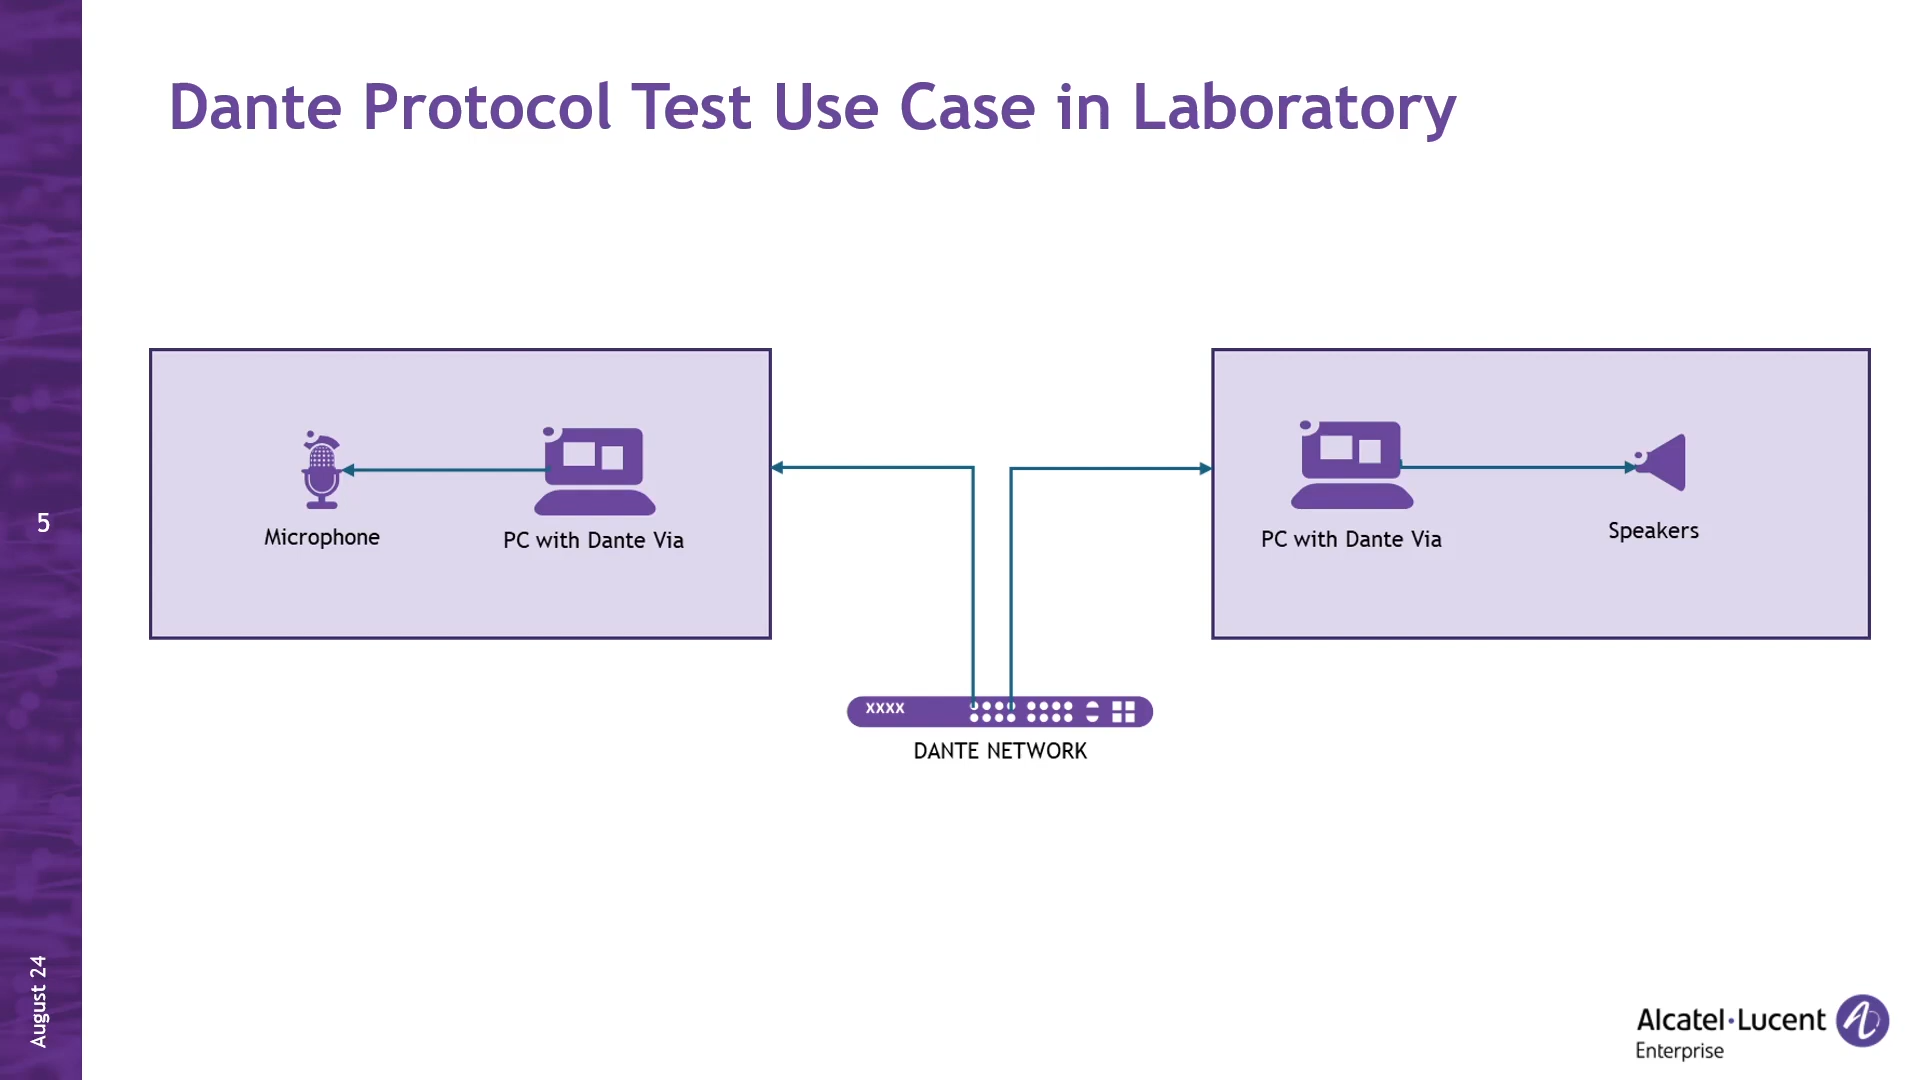 Dante Protocol Test Use Case in Laboratory
Microphone
PC with Dante Via
PC with Dante Via
Speakers
5
XXXX
DANTE NETWORK
August 24
Alcatel·Lucent
Enterprise